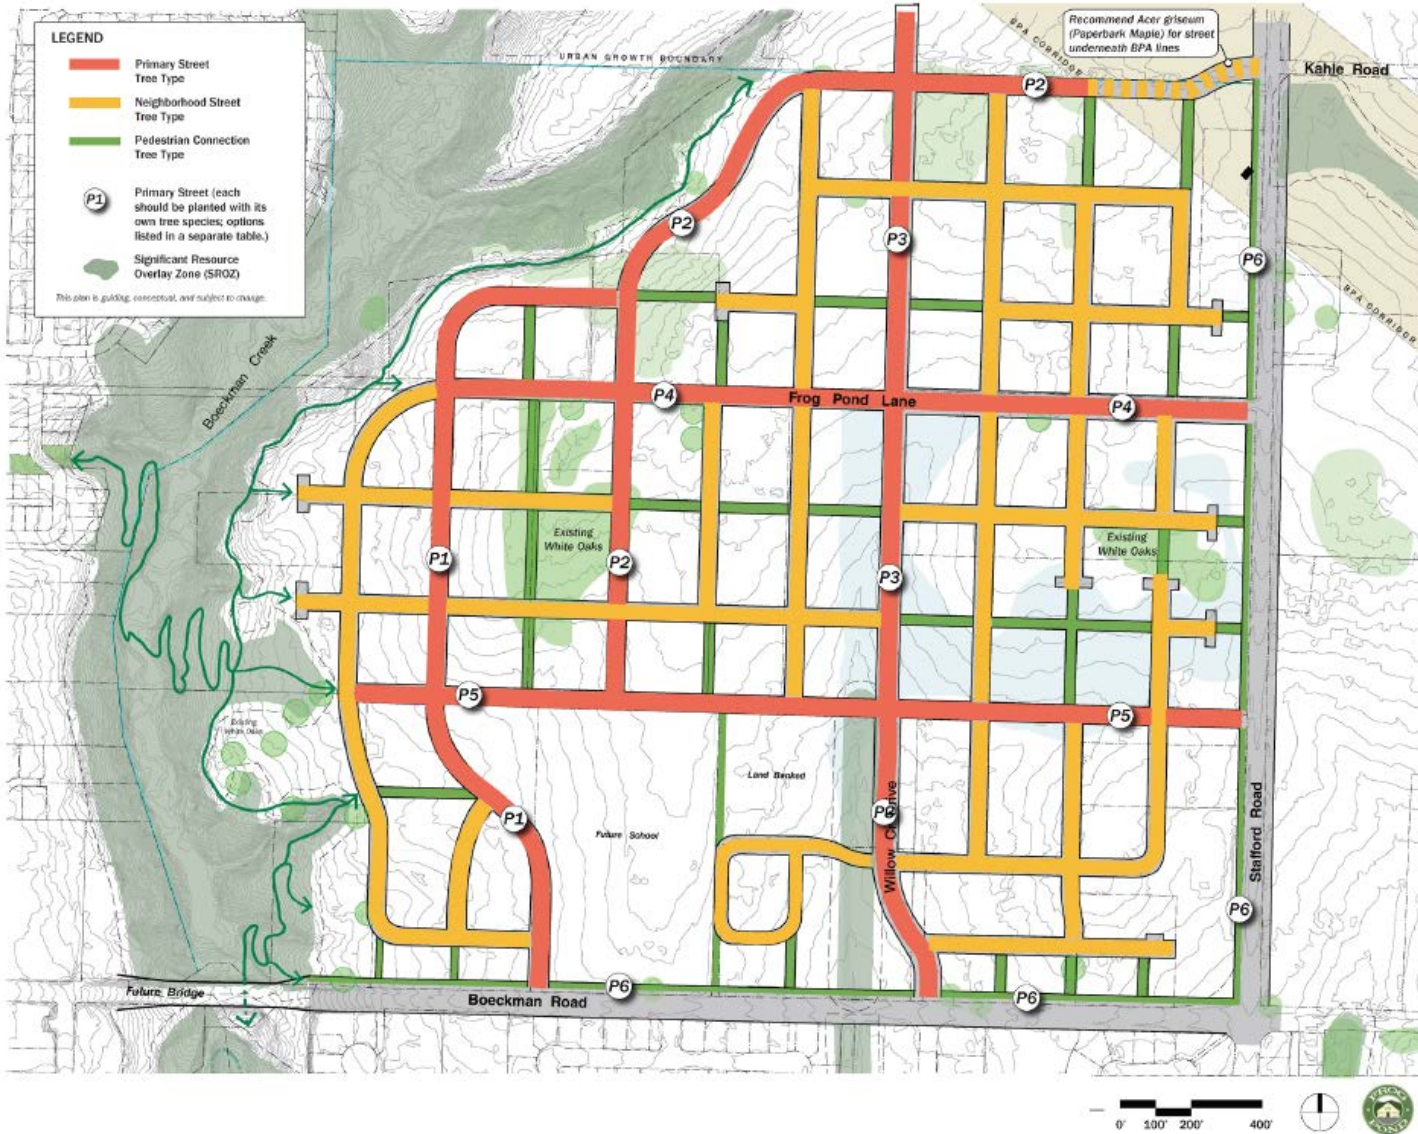 LEGEND
Primary Street
Tree Type
Neighborhood Street
Tree Type
Pedestrian Connection
Tree Type
P1
Primary Street (each
should be planted with its
own tree species; options
listed in a separate table.)
Significant Resource
Overlay Zone (SROZ)
This plan is guiding, conceptual, and subject to change.
URBAN GROWTH BOUNDARY
BPA CORRIDOR
Recommend Acer griseum
(Paperbark Maple) for street
underneath BPA lines
Kahle Road
P2
P2
P3
P6
BPA CORRIDOR
Boeckman Creek
P4
Frog Pond Lane
P4
Existing
White Oaks
Existing
White Oaks
P1
P2
P3
P5
P5
Existing
White Oaks
Land Banked
Future School
P1
Willow Drive
Stafford Road
P6
Future Bridge
Boeckman Road
P6
P6
0' 100' 200' 400'
FROG
POND